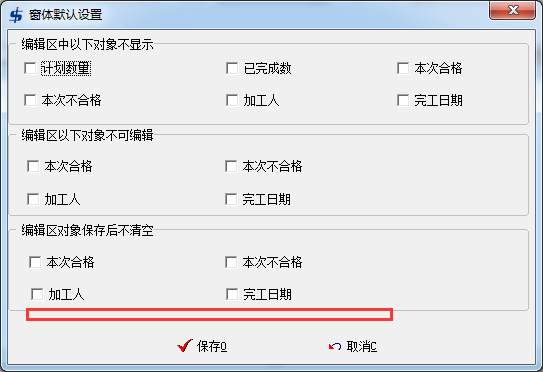 窗体默认设置
编辑区中以下对象不显示
计划数量 已完成数 本次合格
本次不合格 加工人 完工日期
编辑区以下对象不可编辑
本次合格 本次不合格
加工人 完工日期
编辑区对象保存后不清空
本次合格 本次不合格
加工人 完工日期
保存O 取消C